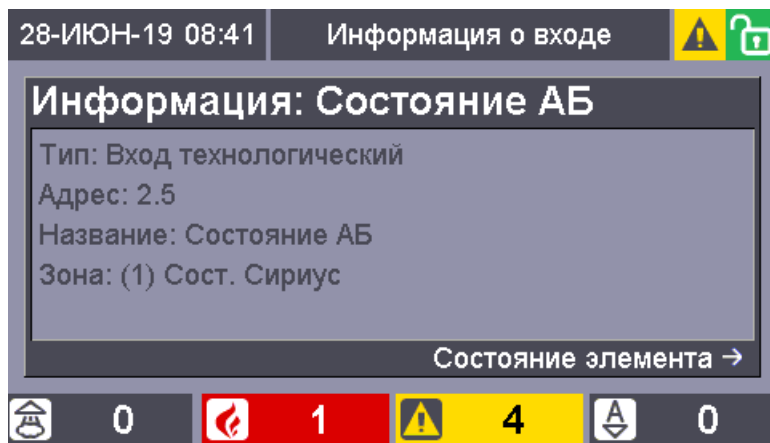 28-ИЮН-19 08:41 Информация о входе
Информация: Состояние АБ
Тип: Вход технологический
Адрес: 2.5
Название: Состояние АБ
Зона: (1) Сост. Сириус
Состояние элемента →
0 1 4 A 0